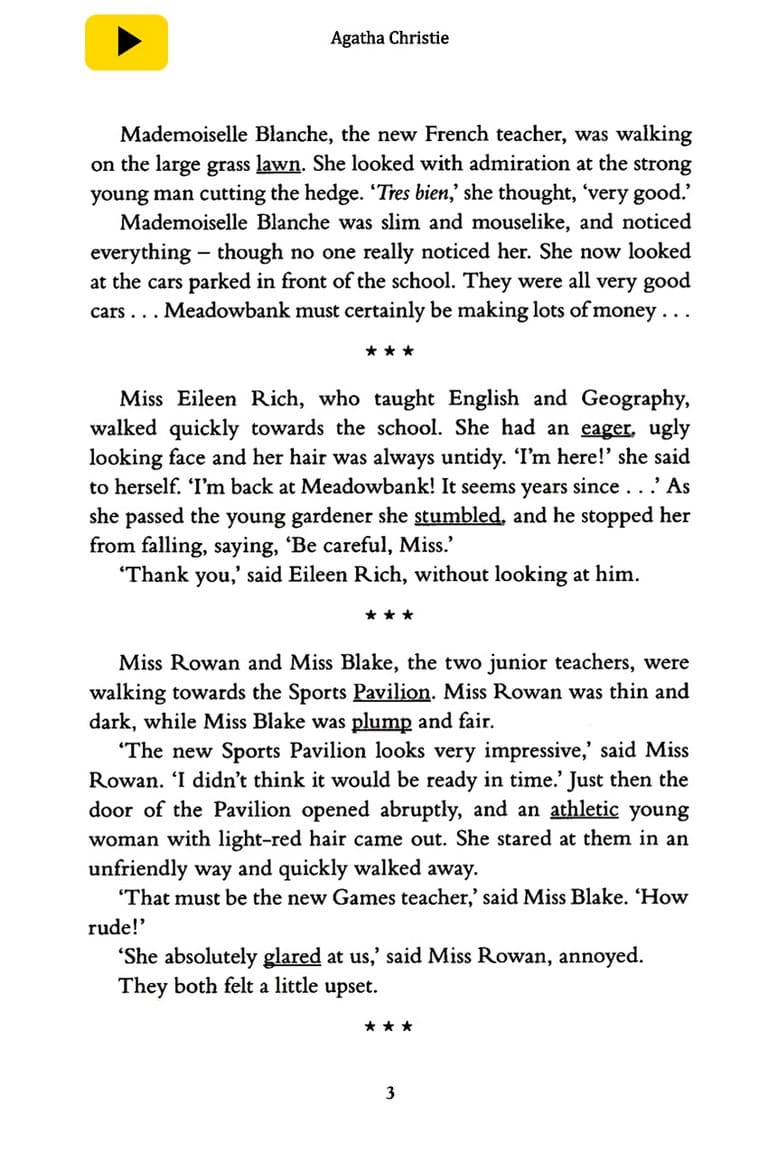 Agatha Christie
Mademoiselle Blanche, the new French teacher, was walking
on the large grass lawn. She looked with admiration at the strong
young man cutting the hedge. ‘Tres bien,’ she thought, ‘very good.’
Mademoiselle Blanche was slim and mouselike, and noticed
everything – though no one really noticed her. She now looked
at the cars parked in front of the school. They were all very good
cars . . . Meadowbank must certainly be making lots of money . . .
★ ★ ★
Miss Eileen Rich, who taught English and Geography,
walked quickly towards the school. She had an eager, ugly
looking face and her hair was always untidy. ‘I’m here!’ she said
to herself. ‘I’m back at Meadowbank! It seems years since . . .’ As
she passed the young gardener she stumbled, and he stopped her
from falling, saying, ‘Be careful, Miss.’
‘Thank you,’ said Eileen Rich, without looking at him.
★ ★ ★
Miss Rowan and Miss Blake, the two junior teachers, were
walking towards the Sports Pavilion. Miss Rowan was thin and
dark, while Miss Blake was plump and fair.
‘The new Sports Pavilion looks very impressive,’ said Miss
Rowan. ‘I didn’t think it would be ready in time.’ Just then the
door of the Pavilion opened abruptly, and an athletic young
woman with light-red hair came out. She stared at them in an
unfriendly way and quickly walked away.
‘That must be the new Games teacher,’ said Miss Blake. ‘How
rude!’
‘She absolutely glared at us,’ said Miss Rowan, annoyed.
They both felt a little upset.
★ ★ ★
3